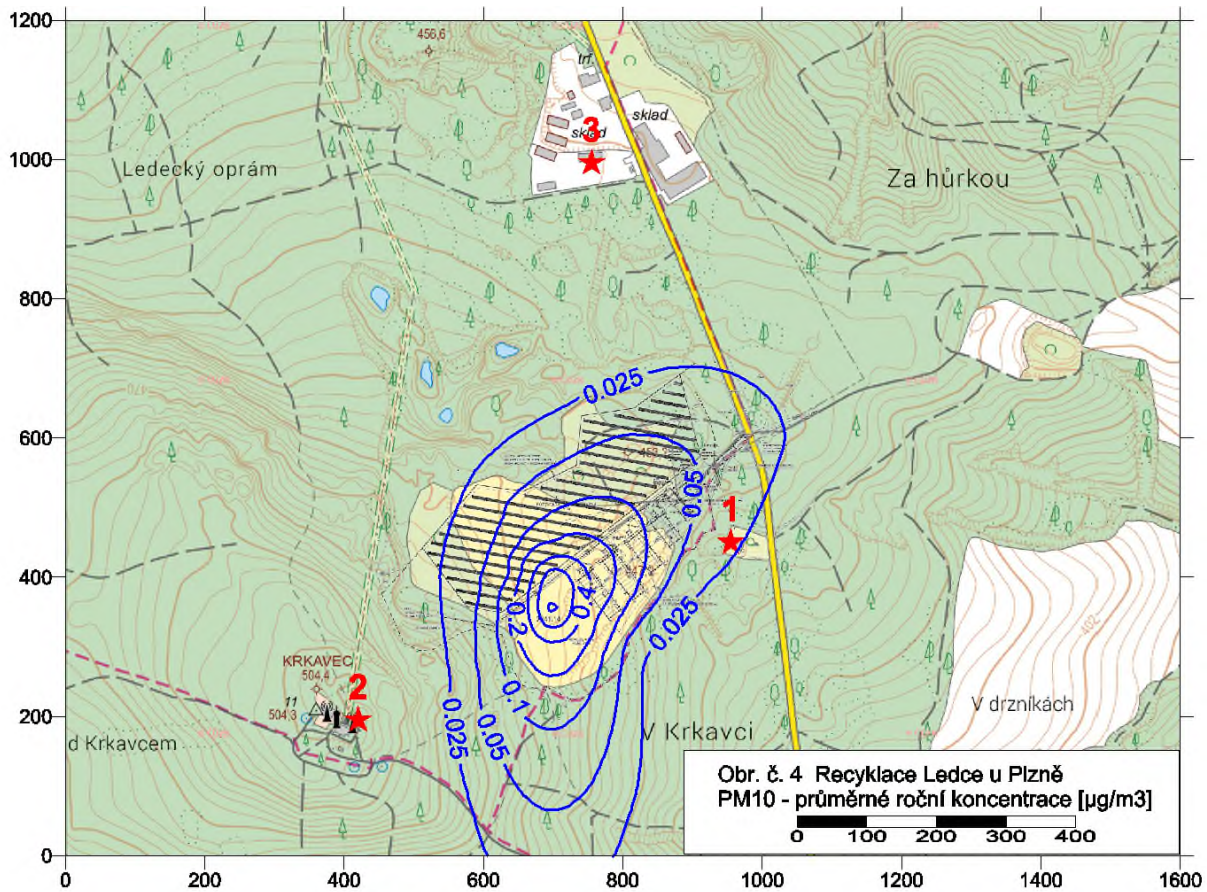 1200
456,6
trf.
sklad
sklad
3
1000
Ledecký oprám
Za hůrkou
800
0.025
600
0.05
1
400
0.4
0.2
0.025
0.1
0.05
0.025
KRKAVEC
504,4
2
11
504,3
200
d Krkavcem
V Krkavci
V drzníkách
402
470
Obr. č. 4 Recyklace Ledce u Plzně
PM10 - průměrné roční koncentrace [µg/m3]
0 100 200 300 400
0
0 200 400 600 800 1000 1200 1400 1600